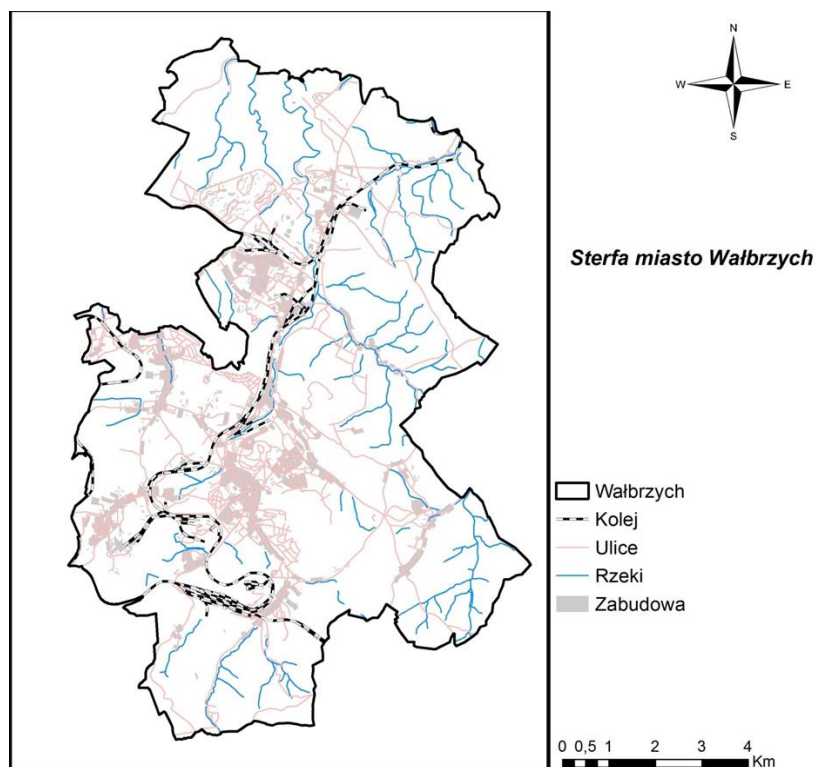 N
W E
S
Sterfa miasto Wałbrzych
Wałbrzych
Kolej
Ulice
Rzeki
Zabudowa
0 0,5 1 2 3 4
Km